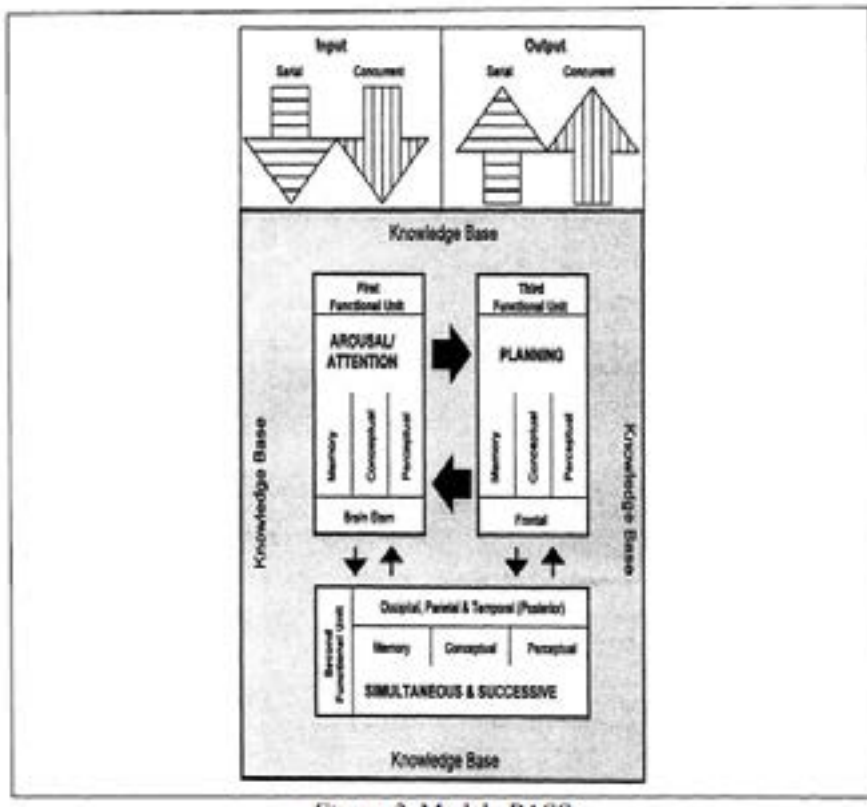 Input
Output
Serial
Concurrent
Serial
Concurrent
Knowledge Base
First
Functional Unit
AROUSAL/
ATTENTION
Memory
Conceptual
Perceptual
Brain Stem
Third
Functional Unit
PLANNING
Memory
Conceptual
Perceptual
Frontal
Knowledge Base
Knowledge Base
Second
Functional Unit
Occipital, Parietal & Temporal (Posterior)
Memory
Conceptual
Perceptual
SIMULTANEOUS & SUCCESSIVE
Knowledge Base
PASS